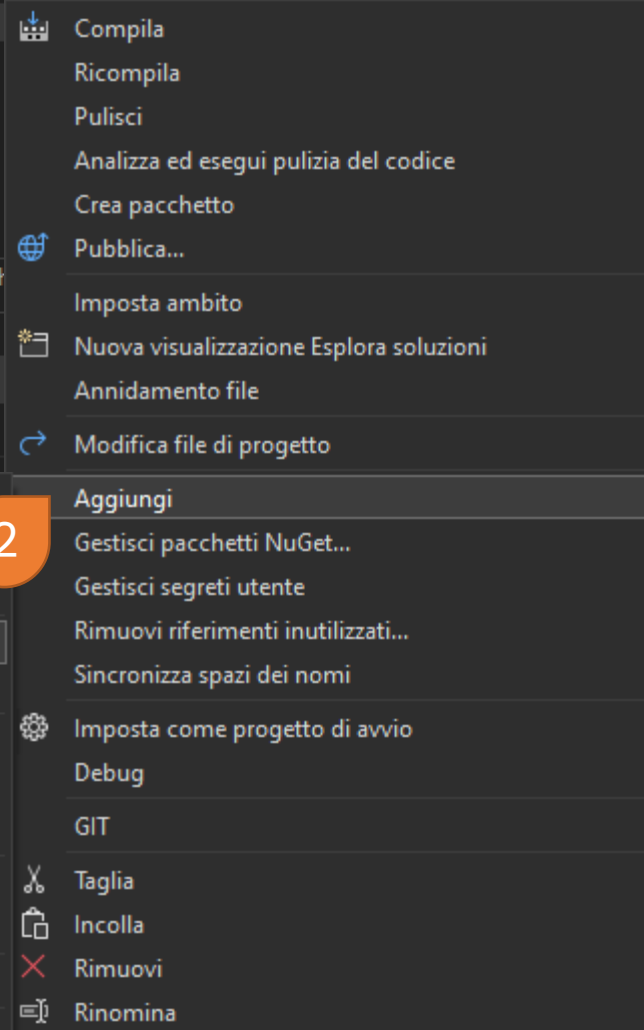 Compila
Ricompila
Pulisci
Analizza ed esegui pulizia del codice
Crea pacchetto
Pubblica...
Imposta ambito
Nuova visualizzazione Esplora soluzioni
Annidamento file
Modifica file di progetto
Aggiungi
2
Gestisci pacchetti NuGet...
Gestisci segreti utente
Rimuovi riferimenti inutilizzati...
Sincronizza spazi dei nomi
Imposta come progetto di avvio
Debug
GIT
Taglia
Incolla
Rimuovi
Rinomina